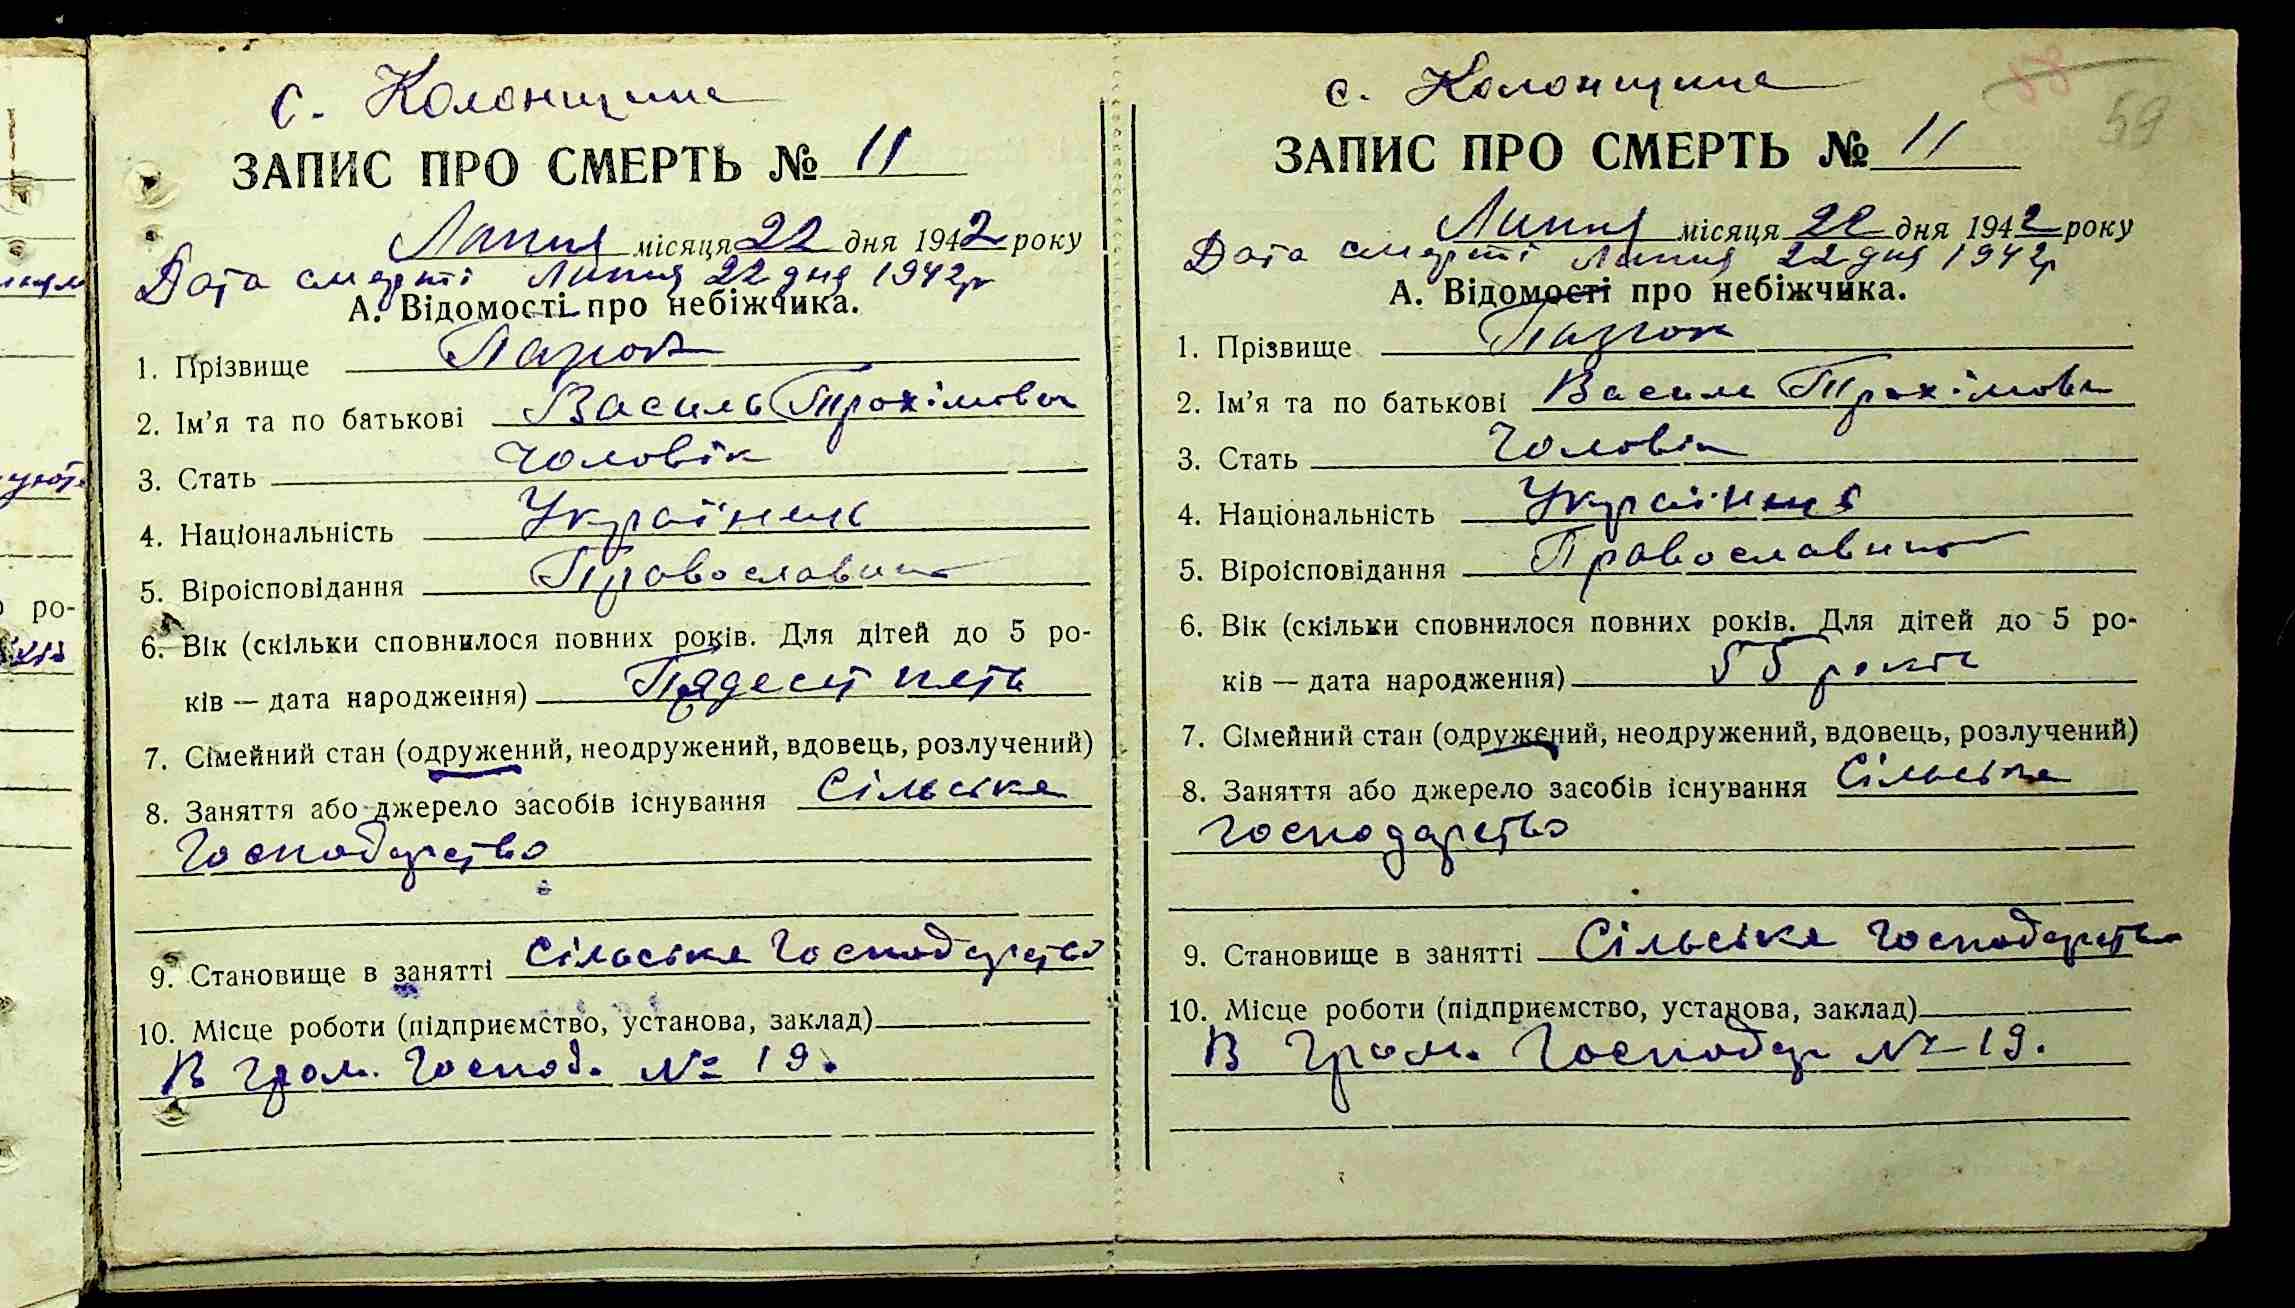 с. Колонщина
ЗАПИС ПРО СМЕРТЬ № 11
Липня місяця 22 дня 1942 року
Дата смерті Липня 22 дня 1942р
А. Відомості про небіжчика.
1. Прізвище
2. Ім'я та по батькові Василь Трохімович
3. Стать чоловік
4. Національність Українець
5. Віроісповідання Православний
6. Вік (скільки сповнилося повних років. Для дітей до 5 ро-
ків — дата народження) Пядесят пять
7. Сімейний стан (одружений, неодружений, вдовець, розлучений)
8. Заняття або джерело засобів існування Сільське
Господарство
9. Становище в занятті Сільське Господарство
10. Місце роботи (підприємство, установа, заклад)
В Гром. Господ. № 19.
59
с. Колонщина
ЗАПИС ПРО СМЕРТЬ № 11
Липня місяця 22 дня 1942 року
Дата смерті Липня 22 дня 1942р
А. Відомості про небіжчика.
1. Прізвище
2. Ім'я та по батькові Василь Трохімович
3. Стать Чоловік
4. Національність Українець
5. Віроісповідання Православний
6. Вік (скільки сповнилося повних років. Для дітей до 5 ро-
ків — дата народження) 55 років
7. Сімейний стан (одружений, неодружений, вдовець, розлучений)
8. Заняття або джерело засобів існування Сільське
господарство
9. Становище в занятті Сільське господарство
10. Місце роботи (підприємство, установа, заклад)
В Гром. Господар № 19.